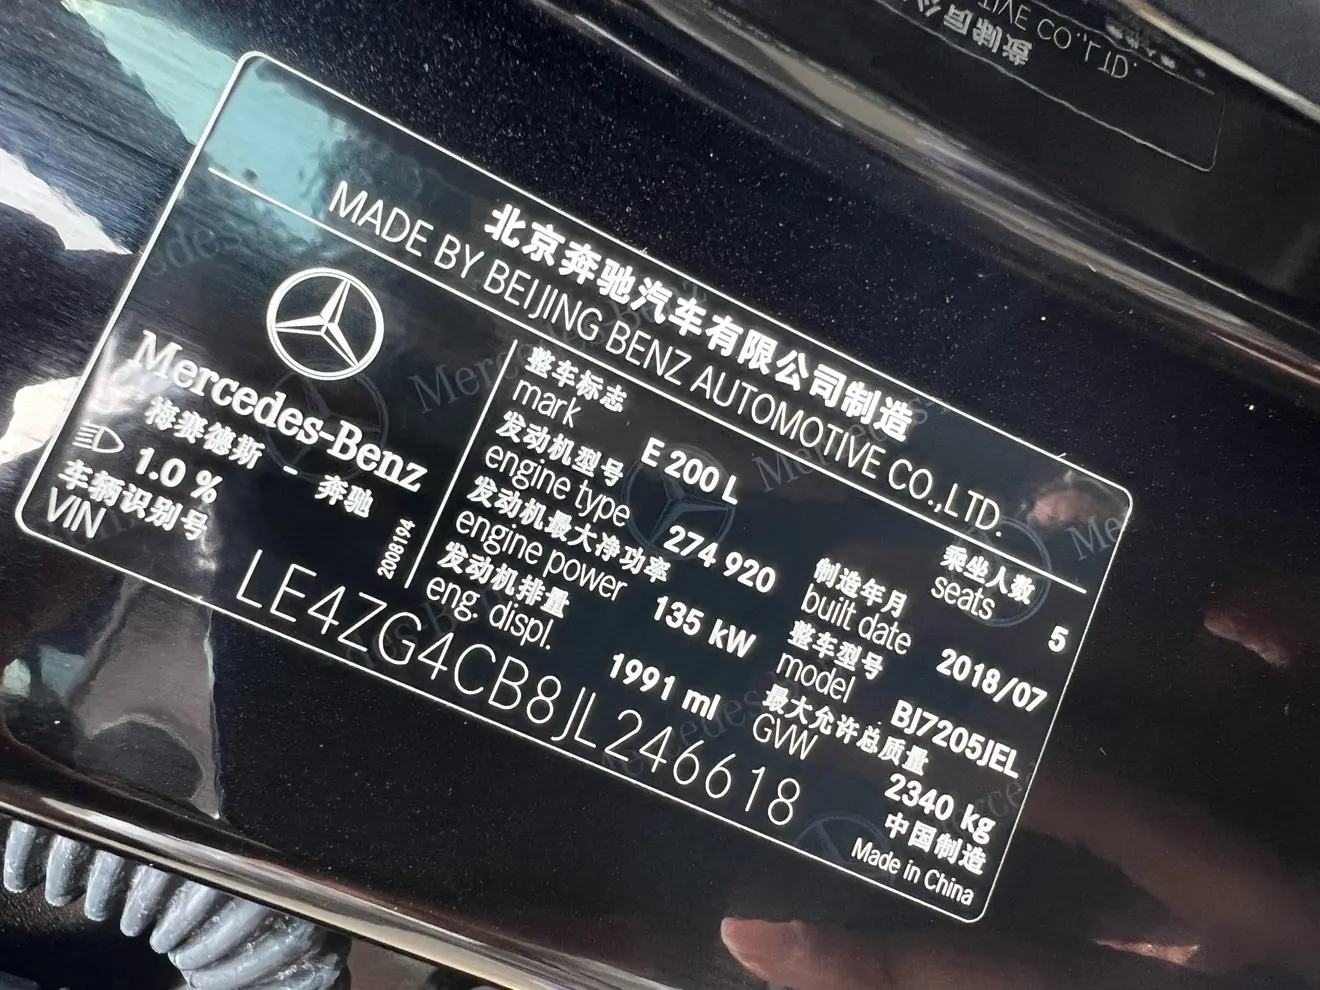 北京奔驰汽车有限公司制造
MADE BY BEIJING BENZ AUTOMOTIVE CO.,LTD.
Mercedes-Benz
梅赛德斯 - 奔驰
1.0 %
车辆识别号
VIN
2008194
整车标志
mark
E 200 L
发动机型号
engine type
274 920
发动机最大净功率
engine power
135 kW
发动机排量
eng. displ.
1991 ml
乘坐人数
seats
5
制造年月
built date
2018/07
整车型号
model
BJ7205JEL
最大允许总质量
GVW
2340 kg
LE4ZG4CB8JL246618
中国制造
Made in China